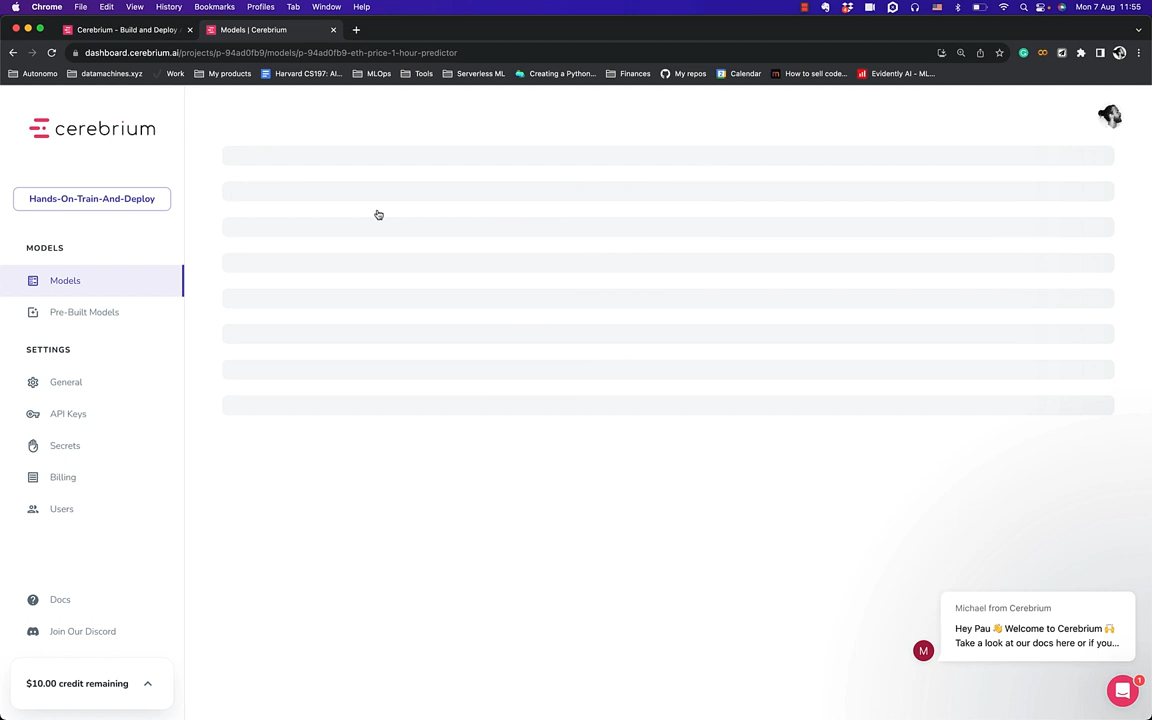 Chrome File Edit View History Bookmarks Profiles Tab Window Help Mon 7 Aug 11:55
Cerebrium - Build and Deploy Models | Cerebrium
dashboard.cerebrium.ai/projects/p-94ad0fb9/models/p-94ad0fb9-eth-price-1-hour-predictor
Autonomo datamachines.xyz Work My products Harvard CS197: AI... MLOps Tools Serverless ML Creating a Python... Finances My repos Calendar How to sell code... Evidently AI - ML...
cerebrium
Hands-On-Train-And-Deploy
MODELS
Models
Pre-Built Models
SETTINGS
General
API Keys
Secrets
Billing
Users
Docs
Join Our Discord
$10.00 credit remaining
Michael from Cerebrium
Hey Pau 👋 Welcome to Cerebrium 🙌
Take a look at our docs here or if you...
M
1